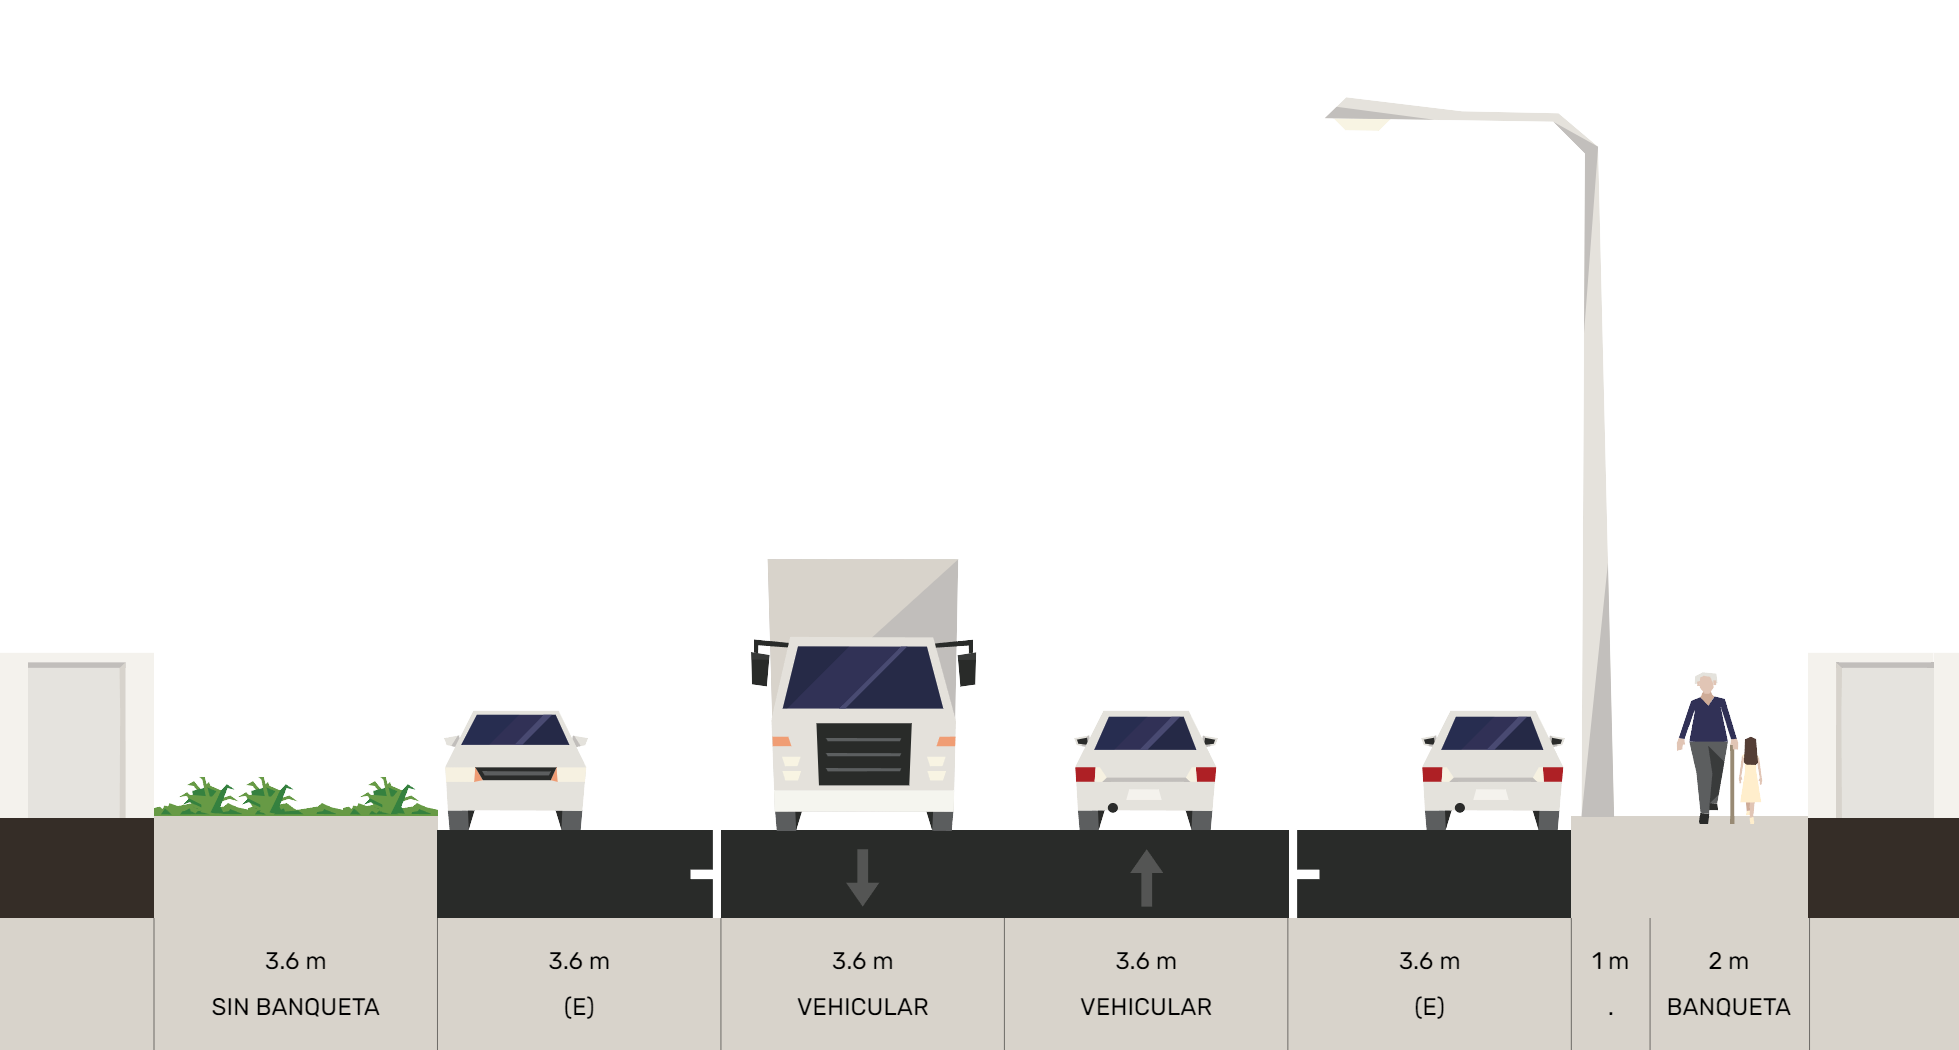 3.6 m
SIN BANQUETA
3.6 m
(E)
3.6 m
VEHICULAR
3.6 m
VEHICULAR
3.6 m
(E)
1 m
.
2 m
BANQUETA